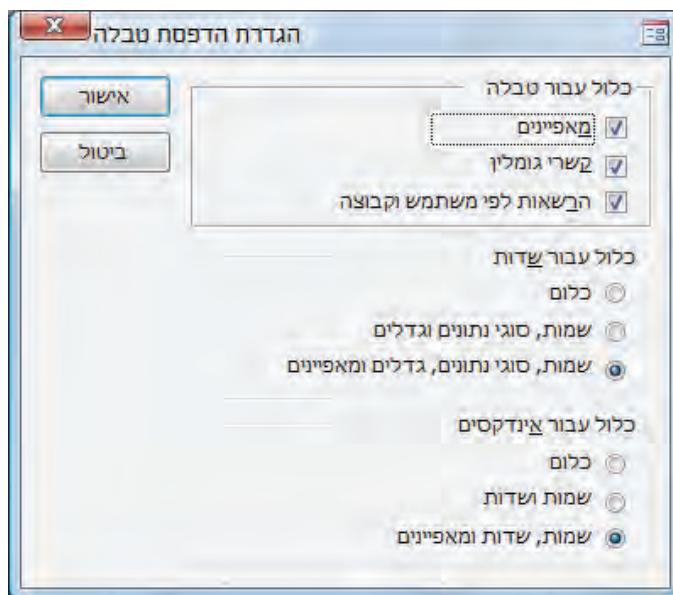 הגדרת הדפסת טבלה
כלול עבור טבלה
מאפיינים
קשרי גומלין
הרשאות לפי משתמש וקבוצה
אישור
ביטול
כלול עבור שדות
כלום
שמות, סוגי נתונים וגדלים
שמות, סוגי נתונים, גדלים ומאפיינים
כלול עבור אינדקסים
כלום
שמות ושדות
שמות, שדות ומאפיינים